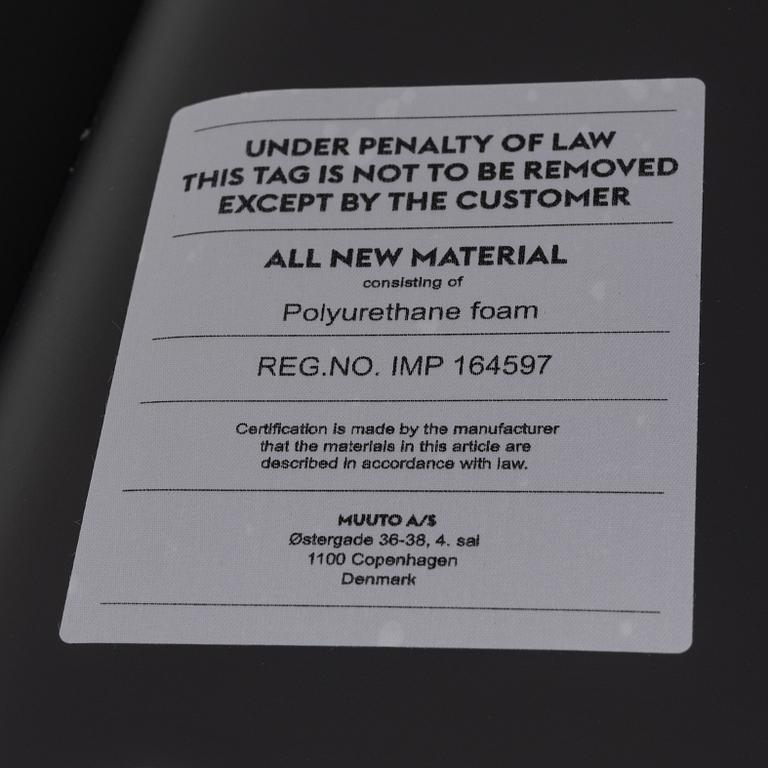 UNDER PENALTY OF LAW
THIS TAG IS NOT TO BE REMOVED
EXCEPT BY THE CUSTOMER
ALL NEW MATERIAL
consisting of
Polyurethane foam
REG.NO. IMP 164597
Certification is made by the manufacturer
that the materials in this article are
described in accordance with law.
MUUTO A/S
Østergade 36-38, 4. sal
1100 Copenhagen
Denmark